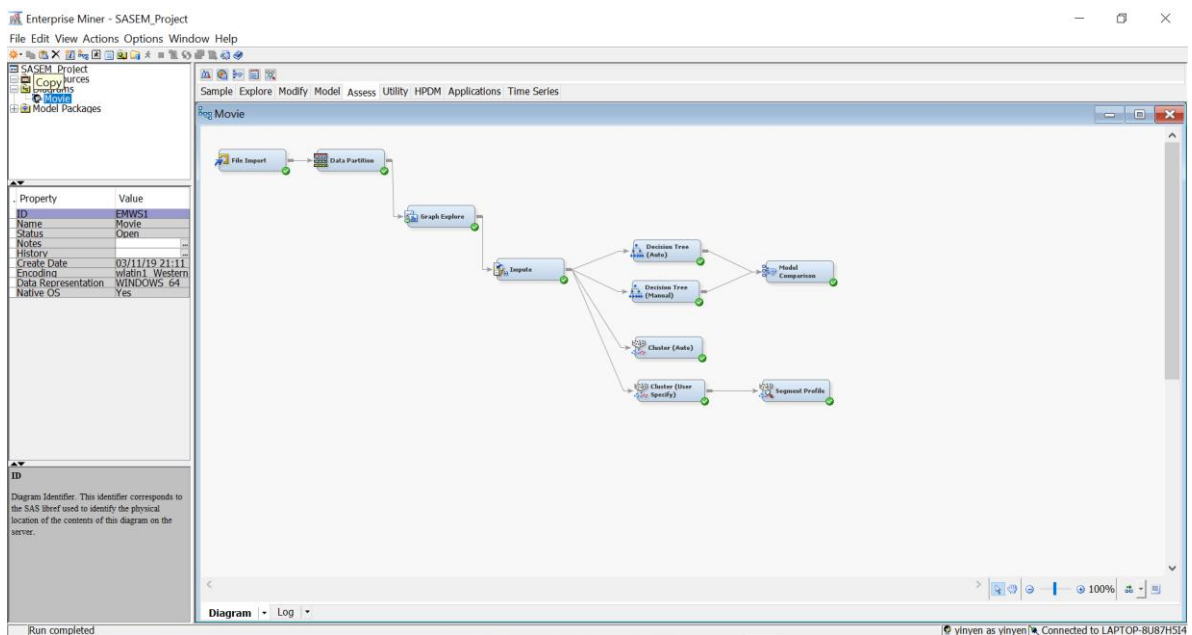 Enterprise Miner - SASEM_Project
File Edit View Actions Options Window Help
SASEM_Project
Copy
Diagrams
Movie
Model Packages
Property Value
ID EMWS1
Name Movie
Status Open
Notes
History
Create Date 03/11/19 21:11
Encoding wlatin1 Western
Data Representation WINDOWS_64
Native OS Yes
ID
Diagram Identifier. This identifier corresponds to
the SAS libref used to identify the physical
location of the contents of this diagram on the
server.
Sample Explore Modify Model Assess Utility HPDM Applications Time Series
Movie
File Import
Data Partition
Graph Explore
Impute
Decision Tree
(Auto)
Decision Tree
(Manual)
Model
Comparison
Cluster (Auto)
Cluster (User
Specify)
Segment Profile
100%
Diagram Log
Run completed
yinyen as yinyen Connected to LAPTOP-8U87H5I4